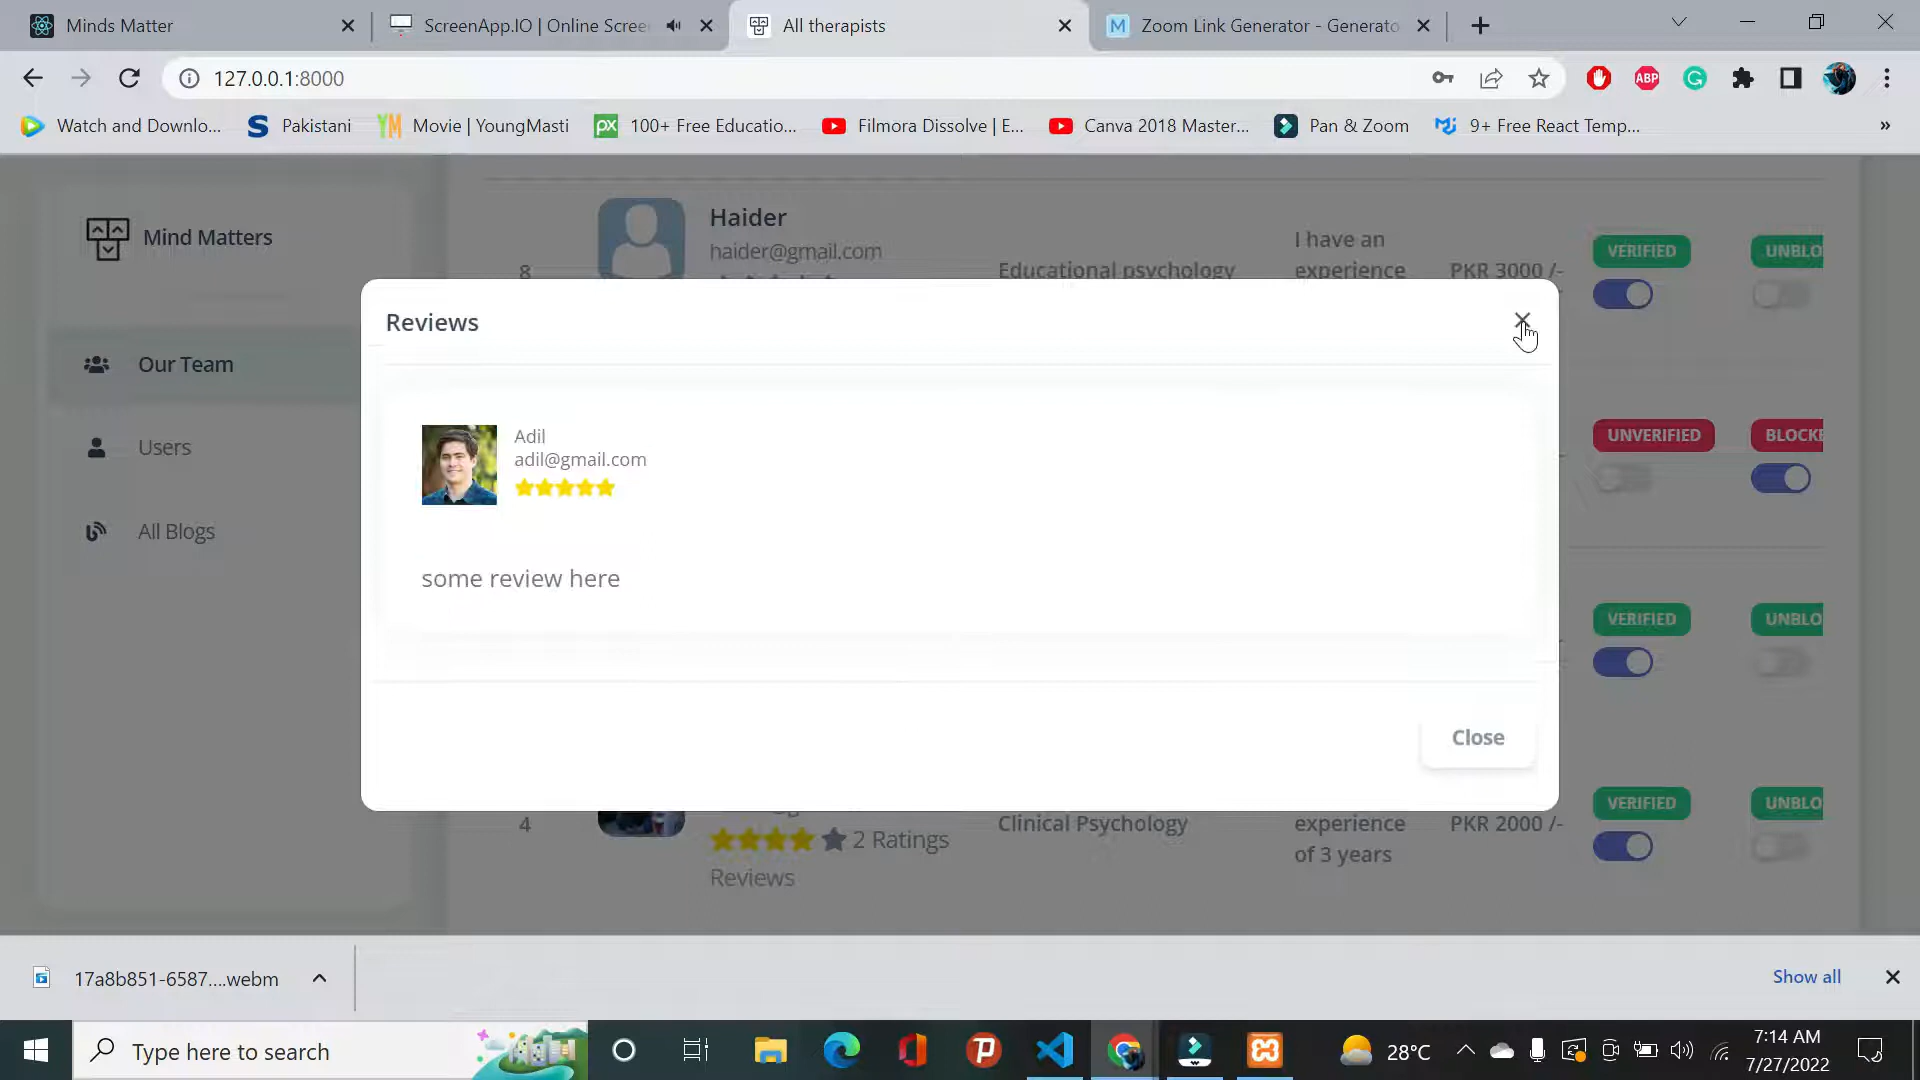 Minds Matter
ScreenApp.IO | Online Scree
All therapists
Zoom Link Generator - Generato
127.0.0.1:8000
Watch and Downlo...
Pakistani
Movie | YoungMasti
100+ Free Educatio...
Filmora Dissolve | E...
Canva 2018 Master...
Pan & Zoom
9+ Free React Temp...
»
Mind Matters
Our Team
Users
All Blogs
8
Haider
haider@gmail.com
Educational psychology
I have an
experience
PKR 3000 /-
VERIFIED
UNBLO
Reviews
Adil
adil@gmail.com
some review here
Close
UNVERIFIED
BLOCKE
VERIFIED
UNBLO
4
2 Ratings
Reviews
Clinical Psychology
experience
of 3 years
PKR 2000 /-
VERIFIED
UNBLO
17a8b851-6587....webm
Show all
Type here to search
28°C
7:14 AM
7/27/2022